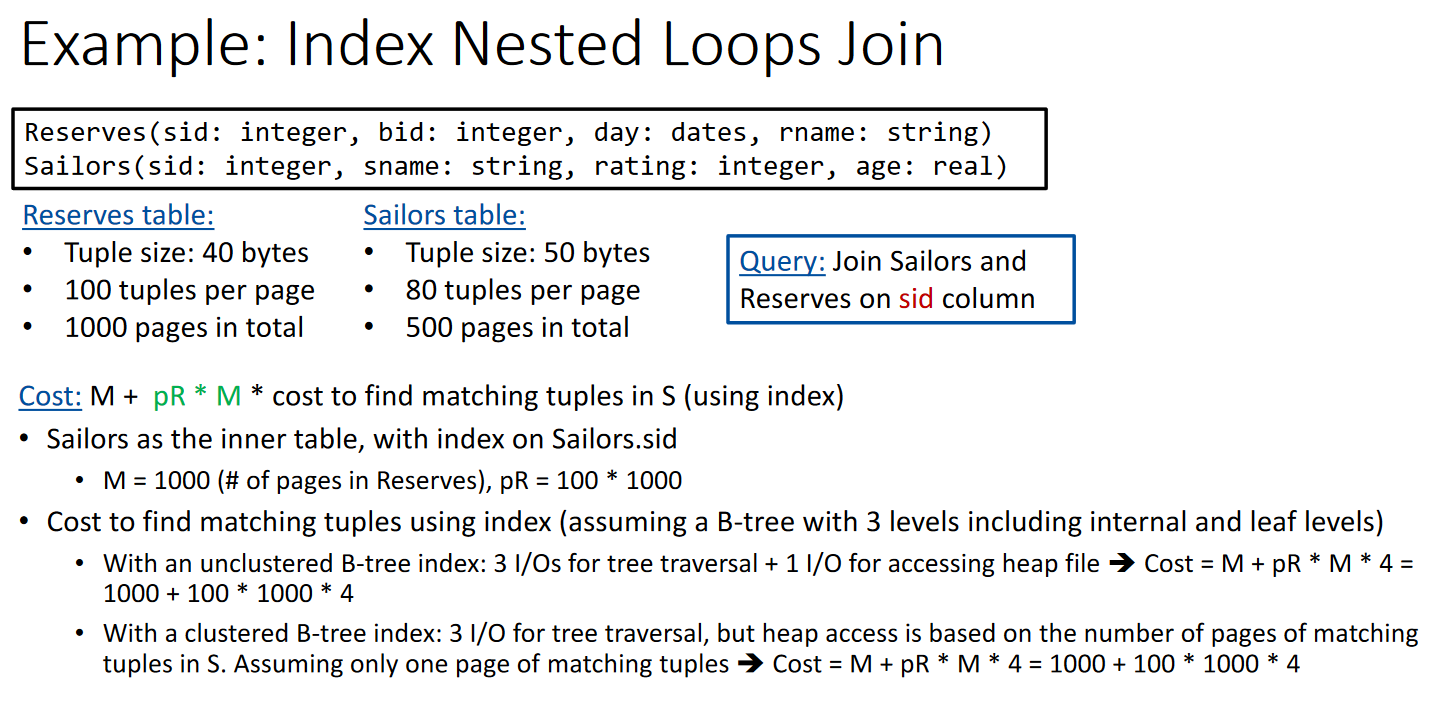 Example: Index Nested Loops Join
Reserves(sid: integer, bid: integer, day: dates, rname: string)
Sailors(sid: integer, sname: string, rating: integer, age: real)
Reserves table:
• Tuple size: 40 bytes
• 100 tuples per page
• 1000 pages in total
Sailors table:
• Tuple size: 50 bytes
• 80 tuples per page
• 500 pages in total
Query: Join Sailors and
Reserves on sid column
Cost: M + pR * M * cost to find matching tuples in S (using index)
• Sailors as the inner table, with index on Sailors.sid
• M = 1000 (# of pages in Reserves), pR = 100 * 1000
• Cost to find matching tuples using index (assuming a B-tree with 3 levels including internal and leaf levels)
• With an unclustered B-tree index: 3 I/Os for tree traversal + 1 I/O for accessing heap file ➔ Cost = M + pR * M * 4 =
1000 + 100 * 1000 * 4
• With a clustered B-tree index: 3 I/O for tree traversal, but heap access is based on the number of pages of matching
tuples in S. Assuming only one page of matching tuples ➔ Cost = M + pR * M * 4 = 1000 + 100 * 1000 * 4